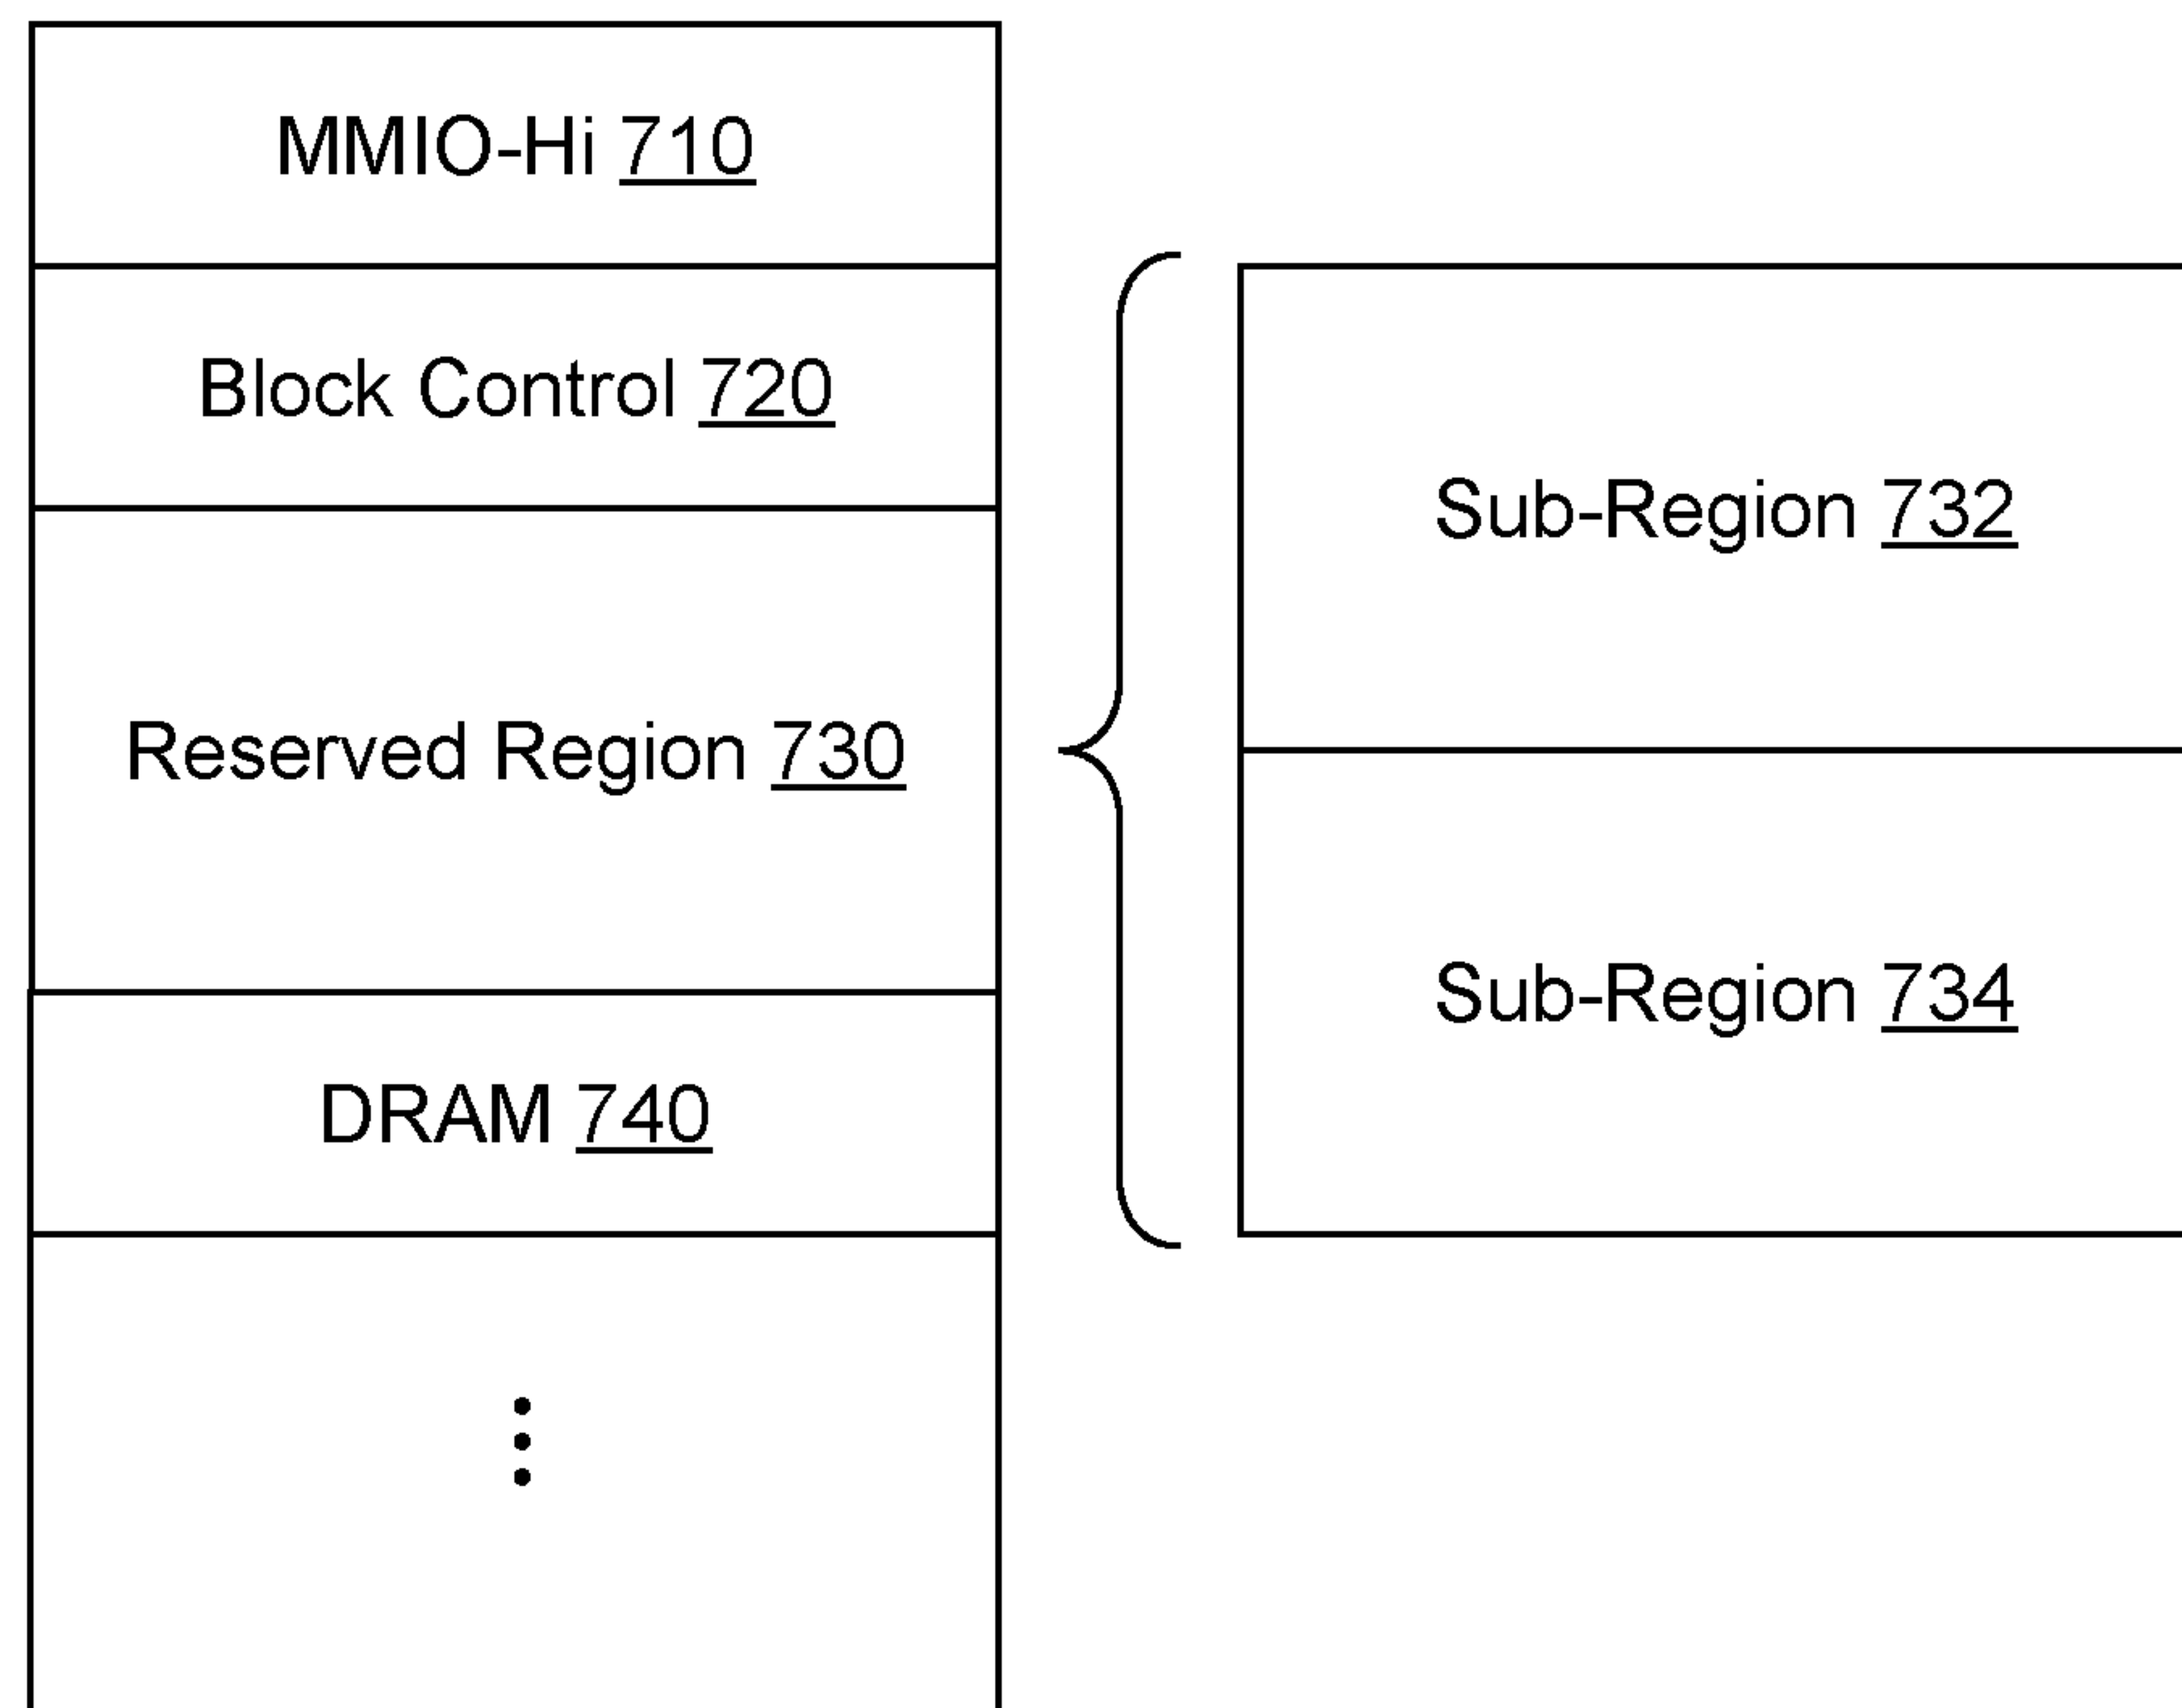 MMIO-Hi 710
Block Control 720
Reserved Region 730
DRAM 740
Sub-Region 732
Sub-Region 734